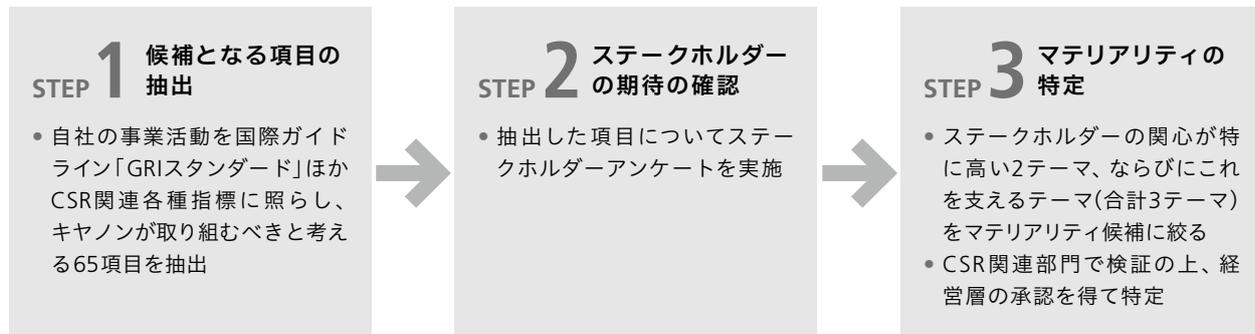 STEP 1 候補となる項目の
抽出
• 自社の事業活動を国際ガイド
ライン「GRIスタンダード」ほか
CSR関連各種指標に照らし、
キヤノンが取り組むべきと考え
る65項目を抽出
STEP 2 ステークホルダー
の期待の確認
• 抽出した項目についてステー
クホルダーアンケートを実施
STEP 3 マテリアリティの
特定
• ステークホルダーの関心が特
に高い2テーマ、ならびにこれ
を支えるテーマ(合計3テーマ)
をマテリアリティ候補に絞る
• CSR関連部門で検証の上、経
営層の承認を得て特定